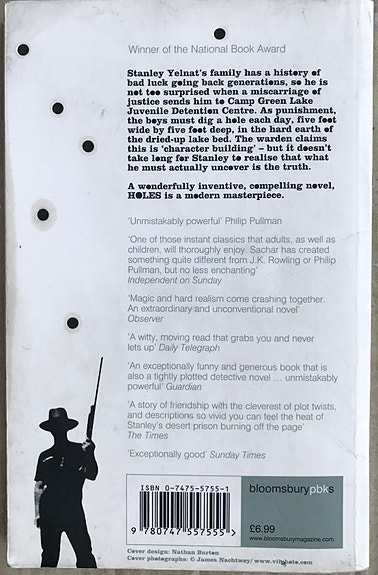 Winner of the National Book Award
Stanley Yelnat's family has a history of
bad luck going back generations, so he is
not too surprised when a miscarriage of
justice sends him to Camp Green Lake
Juvenile Detention Centre. As punishment,
the boys must dig a hole each day, five foot
wide by five foot deep, in the hard earth of
the dried-up lake bed. The warden claims
this is 'character building' – but it doesn't
take long for Stanley to realise that what
he must actually uncover is the truth.
A wonderfully inventive, compelling novel,
HOLES is a modern masterpiece.
'Unmistakably powerful' Philip Pullman
'One of those instant classics that adults, as well as
children, will thoroughly enjoy. Sachar has created
something quite different from J.K. Rowling or Philip
Pullman, but no less enchanting'
Independent on Sunday
'Magic and hard realism come crashing together.
An extraordinary and unconventional novel'
Observer
'A witty, moving read that grabs you and never
lets up' Daily Telegraph
'An exceptionally funny and generous book that is
also a tightly plotted detective novel … unmistakably
powerful' Guardian
'A story of friendship with the cleverest of plot twists,
and descriptions so vivid you can feel the heat of
Stanley's desert prison burning off the page'
The Times
'Exceptionally good' Sunday Times
ISBN 0-7475-5755-1
9 780747 557555 >
bloomsburypbks
£6.99
www.bloomsburymagazine.com
Cover design: Nathan Burton
Cover photographs: © James Nachtwey/ www.viiphoto.com